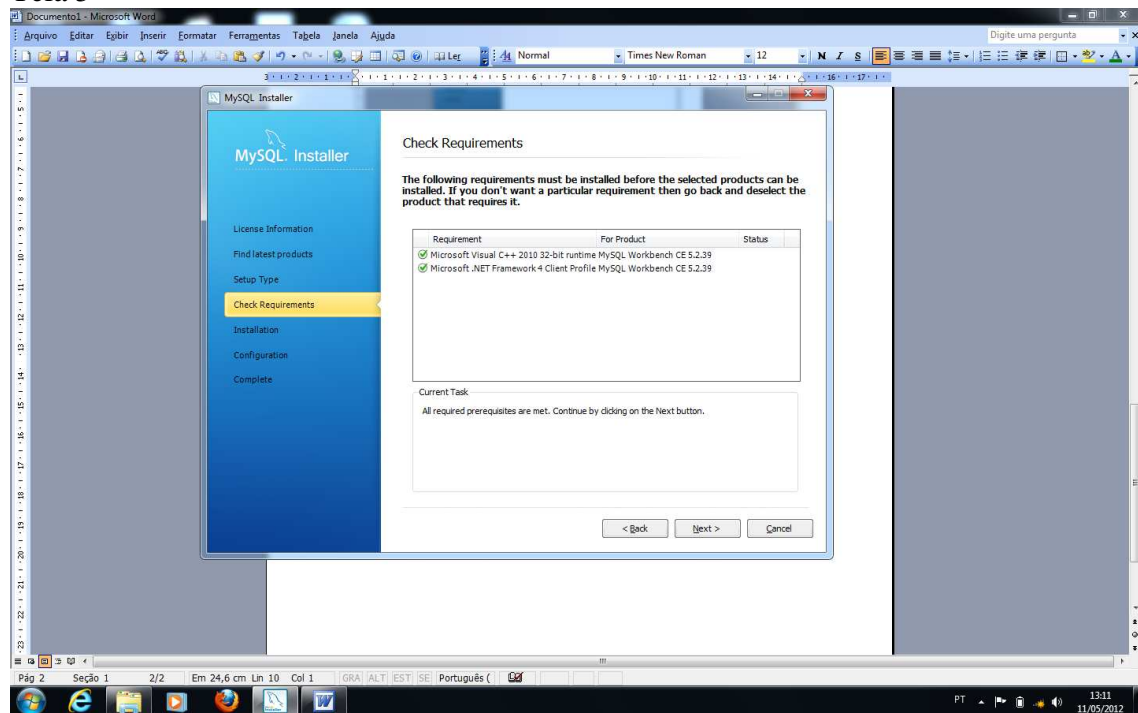 Documento1 - Microsoft Word
Arquivo Editar Exibir Inserir Formatar Ferramentas Tabela Janela Ajuda
Digite uma pergunta
Ler
Normal
Times New Roman
12
N I S
MySQL Installer
MySQL. Installer
License Information
Find latest products
Setup Type
Check Requirements
Installation
Configuration
Complete
Check Requirements
The following requirements must be installed before the selected products can be
installed. If you don't want a particular requirement then go back and deselect the
product that requires it.
Requirement For Product Status
Microsoft Visual C++ 2010 32-bit runtime MySQL Workbench CE 5.2.39
Microsoft .NET Framework 4 Client Profile MySQL Workbench CE 5.2.39
Current Task
All required prerequisites are met. Continue by clicking on the Next button.
< Back Next > Cancel
Pág 2 Seção 1 2/2 Em 24,6 cm Lin 10 Col 1 GRA ALT EST SE Português (
PT
13:11
11/05/2012